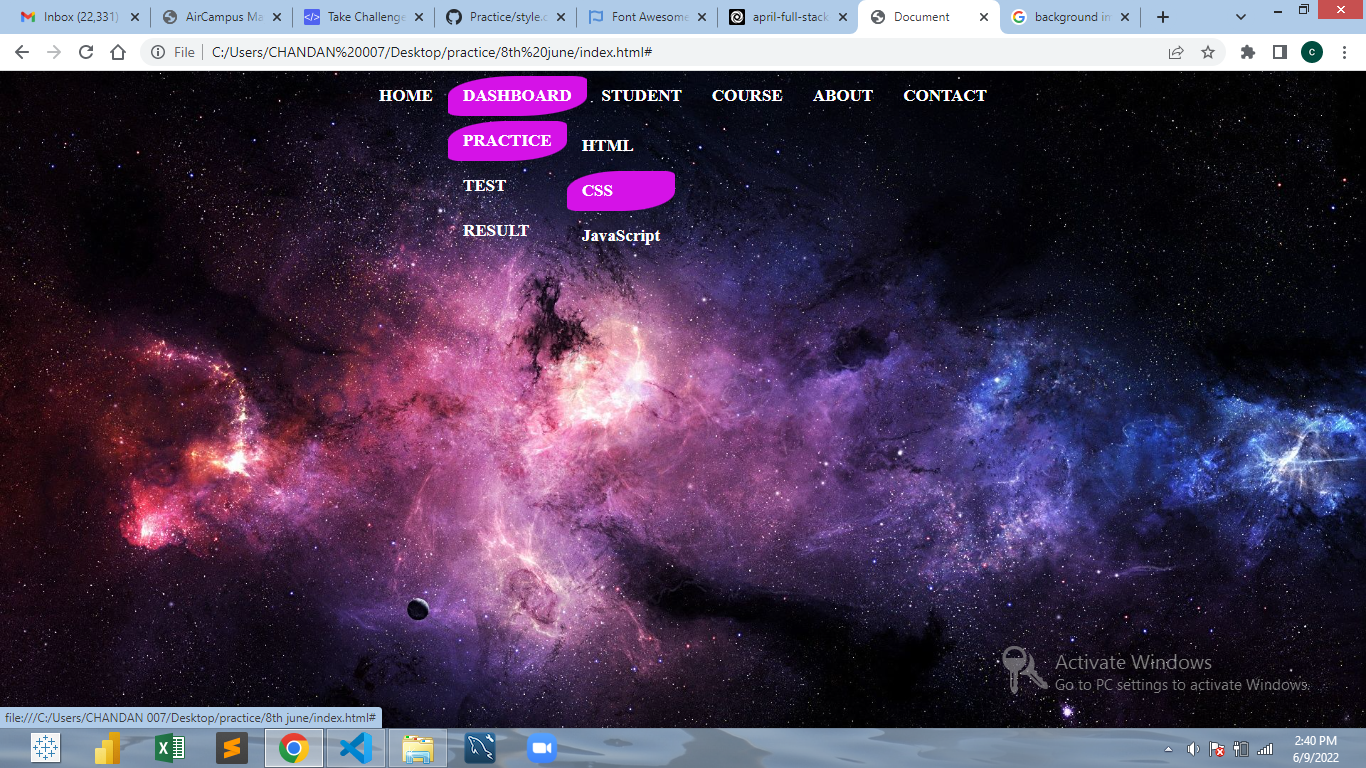 Inbox (22,331)
AirCampus Ma
Take Challenge
Practice/style.c
Font Awesome
april-full-stack
Document
background im
File
C:/Users/CHANDAN%20007/Desktop/practice/8th%20june/index.html#
c
HOME DASHBOARD STUDENT COURSE ABOUT CONTACT
PRACTICE
HTML
TEST
CSS
RESULT
JavaScript
Activate Windows
Go to PC settings to activate Windows.
file:///C:/Users/CHANDAN 007/Desktop/practice/8th june/index.html#
2:40 PM
6/9/2022